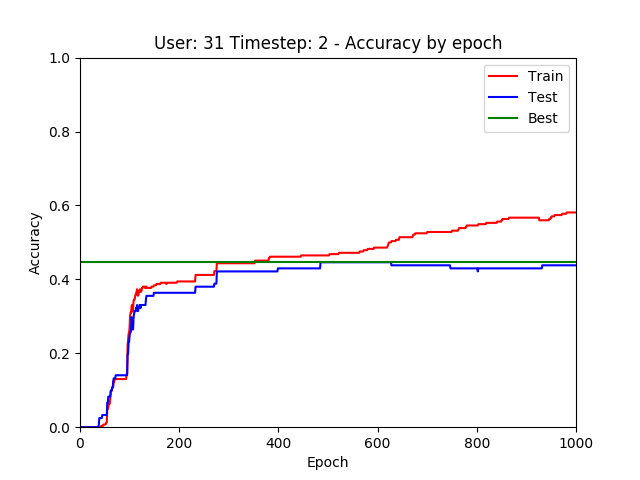 User: 31 Timestep: 2 - Accuracy by epoch
1.0
0.8
0.6
0.4
0.2
0.0
Accuracy
Train
Test
Best
0 200 400 600 800 1000
Epoch